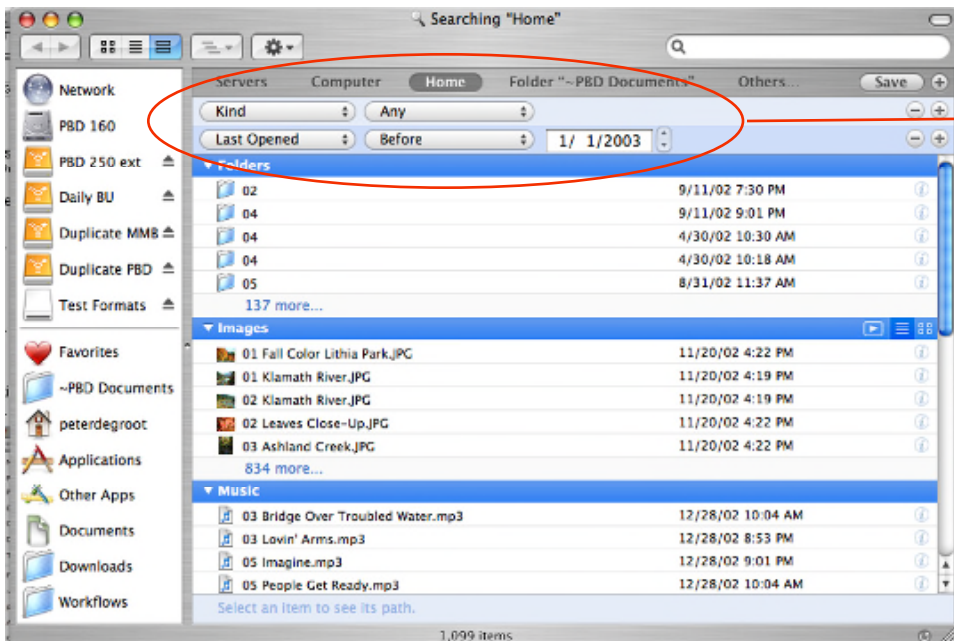 Searching "Home"
Servers Computer Home Folder "~PBD Documents" Others... Save
Kind Any
Last Opened Before 1/ 1/2003
Network
PBD 160
PBD 250 ext
Daily BU
Duplicate MMB
Duplicate PBD
Test Formats
Favorites
~PBD Documents
peterdegroot
Applications
Other Apps
Documents
Downloads
Workflows
Folders
02 9/11/02 7:30 PM
04 9/11/02 9:01 PM
04 4/30/02 10:30 AM
04 4/30/02 10:18 AM
05 8/31/02 11:37 AM
137 more...
Images
01 Fall Color Lithia Park.JPG 11/20/02 4:22 PM
01 Klamath River.JPG 11/20/02 4:19 PM
02 Klamath River.JPG 11/20/02 4:19 PM
02 Leaves Close-Up.JPG 11/20/02 4:22 PM
03 Ashland Creek.JPG 11/20/02 4:22 PM
834 more...
Music
03 Bridge Over Troubled Water.mp3 12/28/02 10:04 AM
03 Lovin' Arms.mp3 12/28/02 8:53 PM
05 Imagine.mp3 12/28/02 9:01 PM
05 People Get Ready.mp3 12/28/02 10:04 AM
Select an item to see its path.
1,099 items